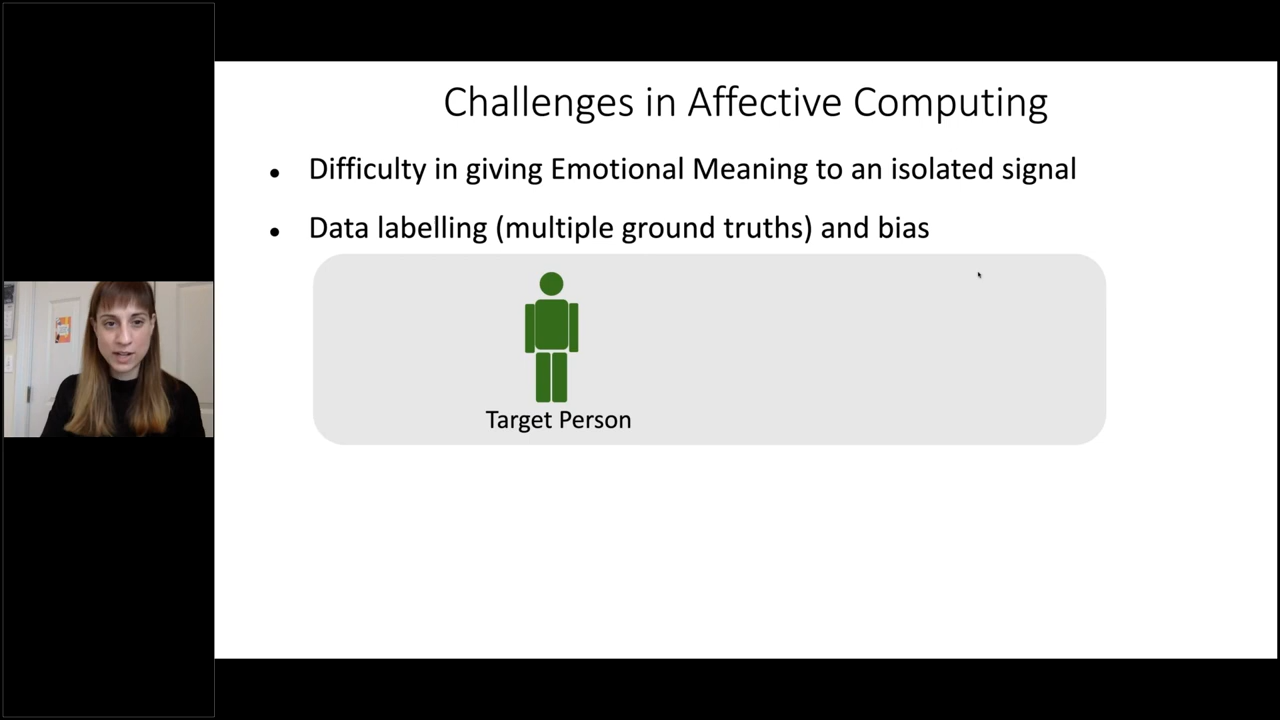 Challenges in Affective Computing
• Difficulty in giving Emotional Meaning to an isolated signal
• Data labelling (multiple ground truths) and bias
Target Person